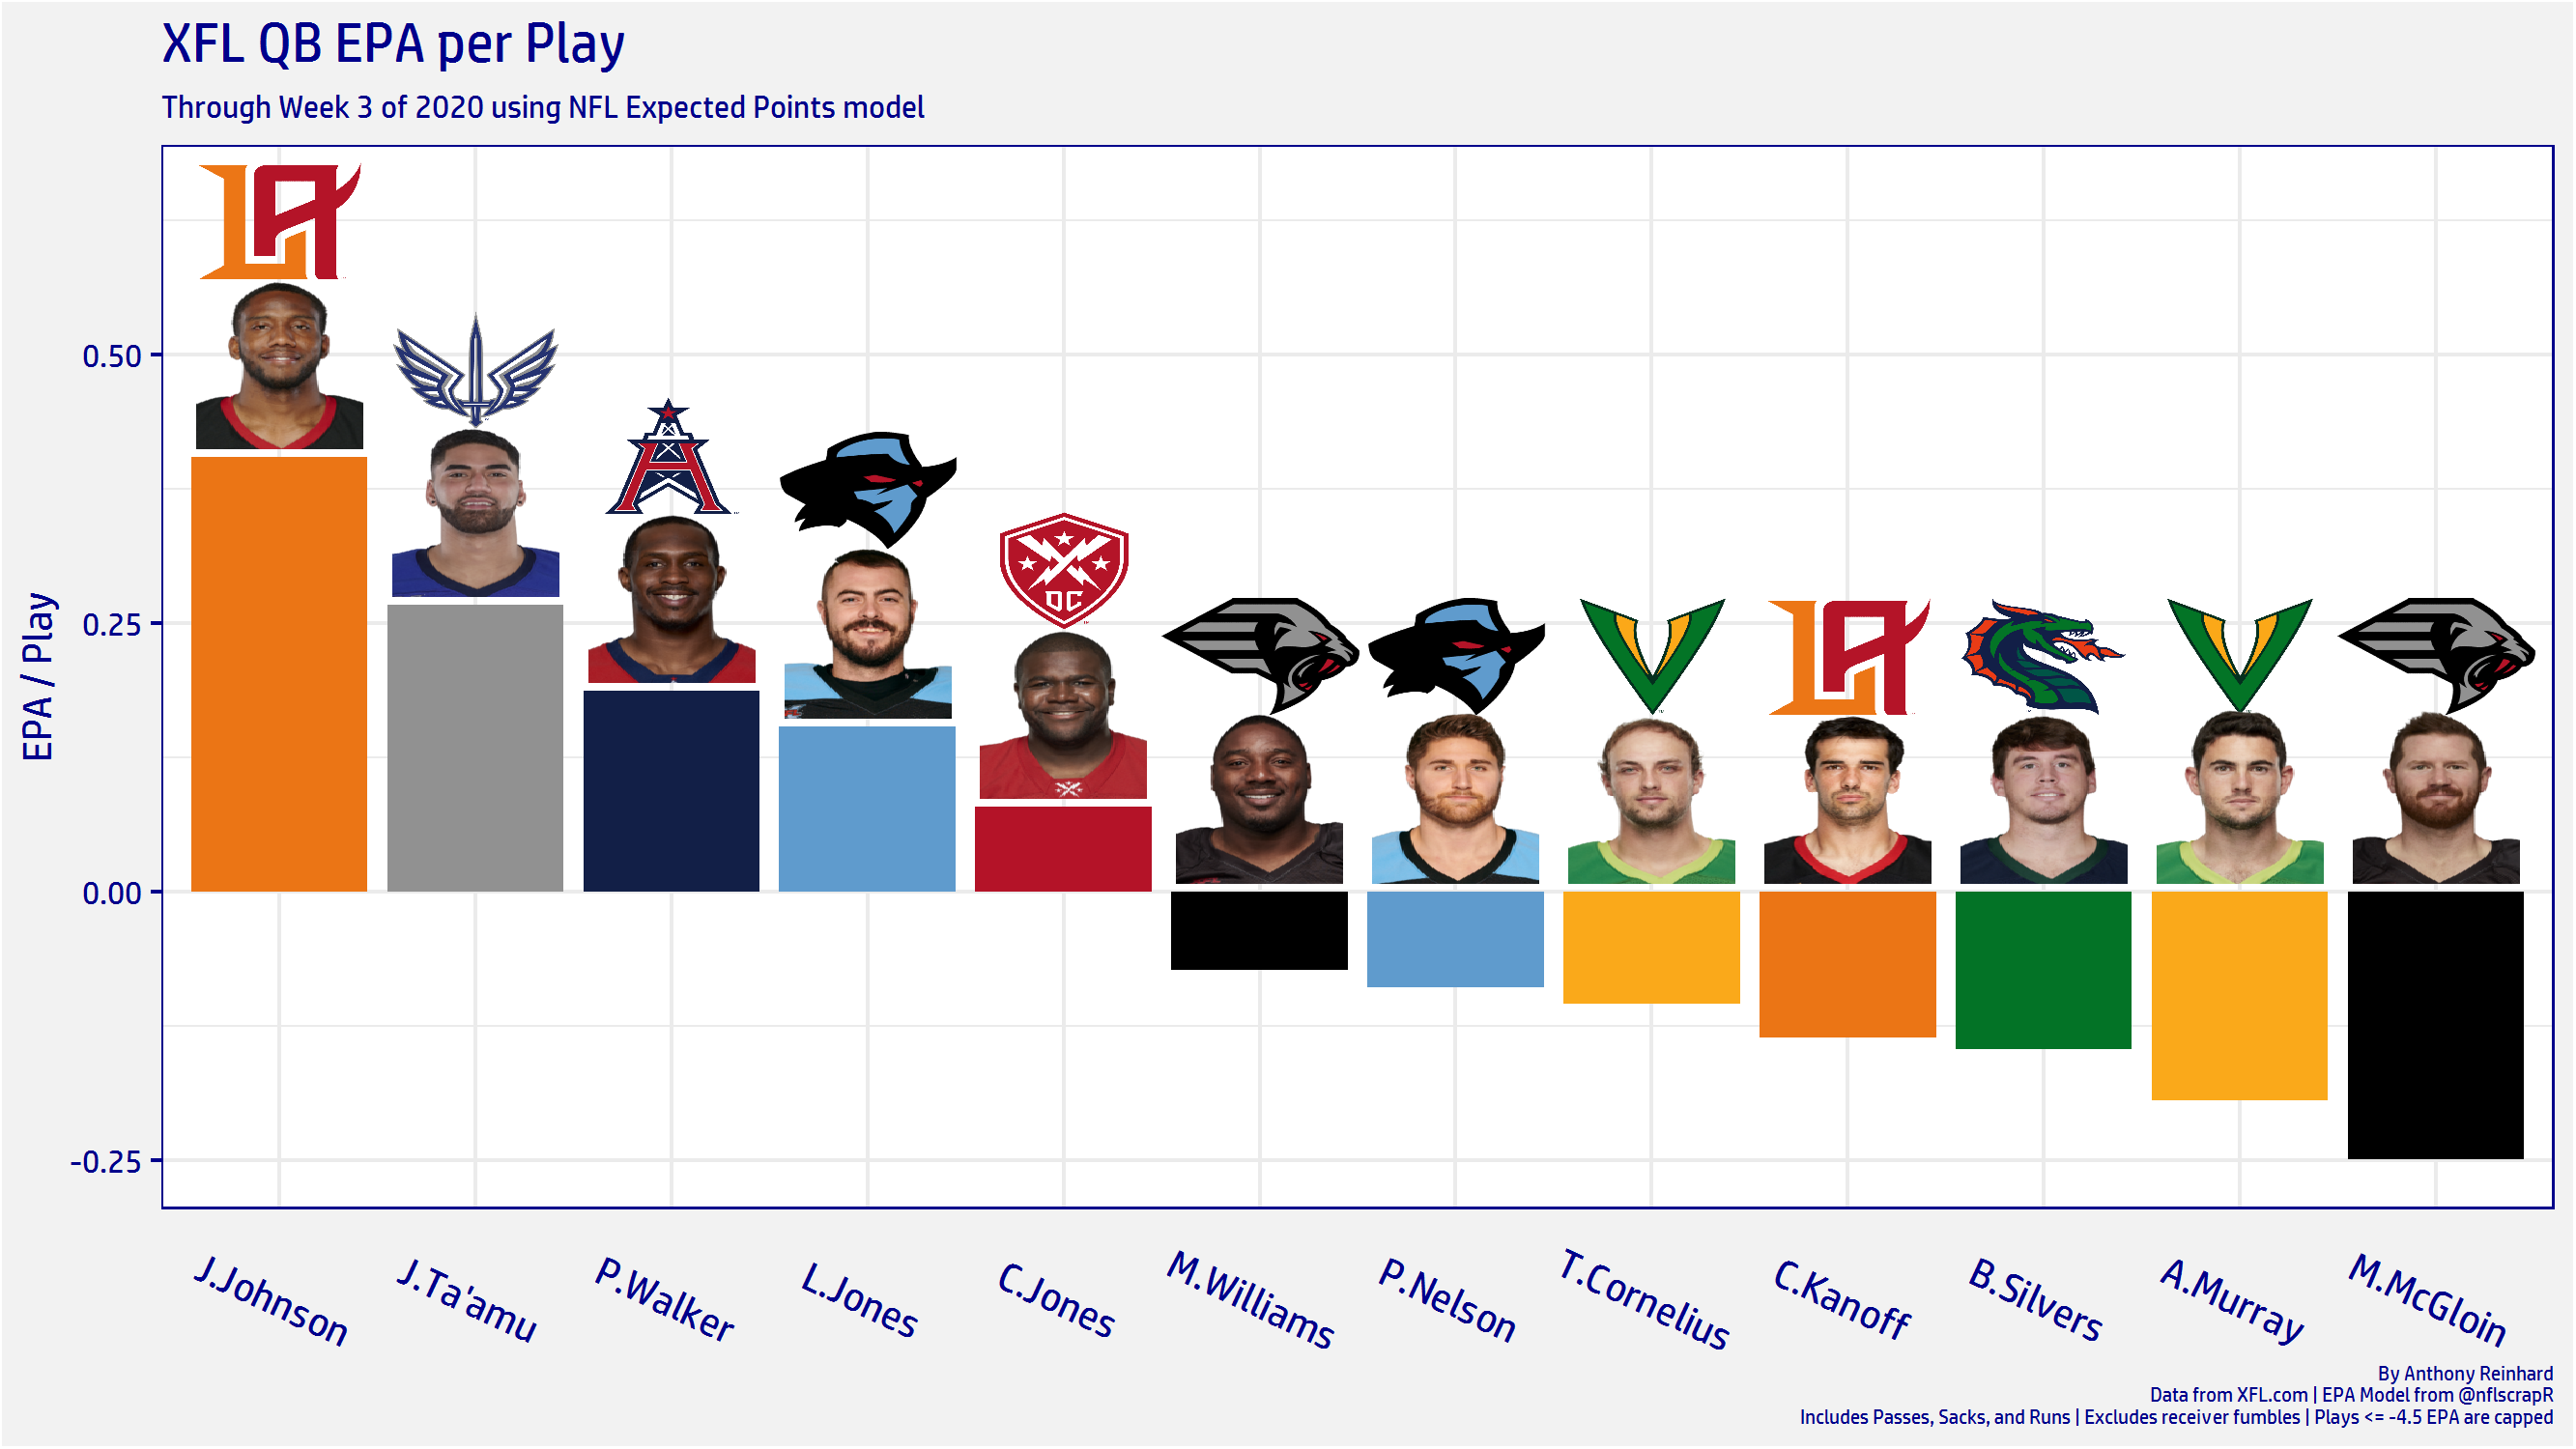 XFL QB EPA per Play
Through Week 3 of 2020 using NFL Expected Points model
EPA / Play
0.50
0.25
0.00
-0.25
DC
J.Johnson
J.Ta'amu
P.Walker
L.Jones
C.Jones
M.Williams
P.Nelson
T.Cornelius
C.Kanoff
B.Silvers
A.Murray
M.McGloin
By Anthony Reinhard
Data from XFL.com | EPA Model from @nflscrapR
Includes Passes, Sacks, and Runs | Excludes receiver fumbles | Plays <= -4.5 EPA are capped